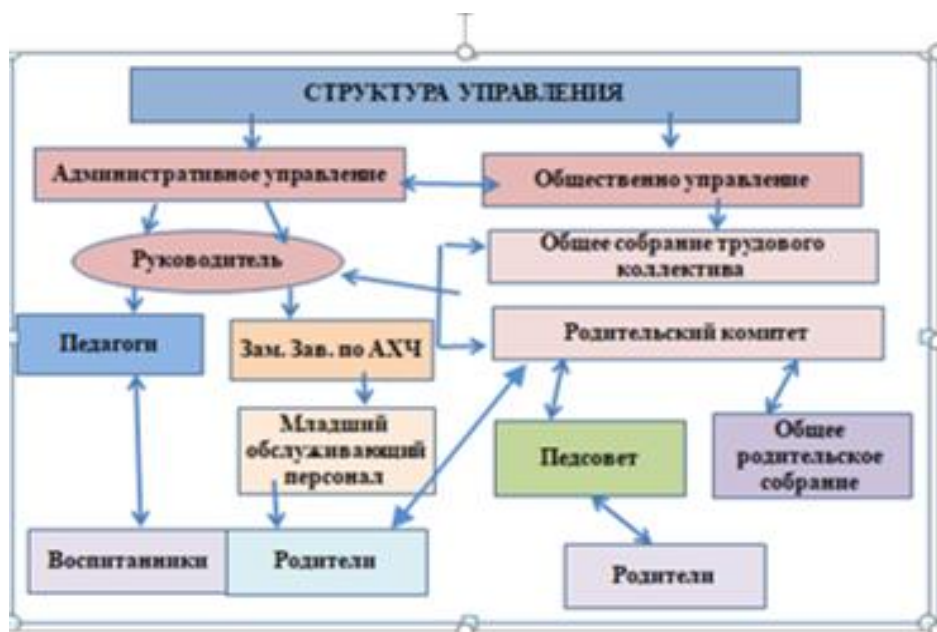 СТРУКТУРА УПРАВЛЕНИЯ
Административное управление
Общественно управление
Руководитель
Общее собрание трудового
коллектива
Педагоги
Зам. Зав. по АХЧ
Родительский комитет
Младший
обслуживающий
персонал
Педсовет
Общее
родительское
собрание
Воспитанники
Родители
Родители